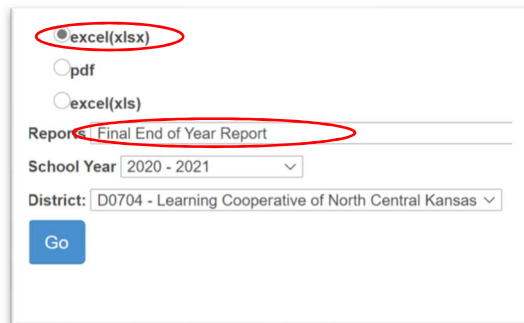 excel(xlsx)
pdf
excel(xls)
Reports Final End of Year Report
School Year 2020 - 2021
District: D0704 - Learning Cooperative of North Central Kansas
Go